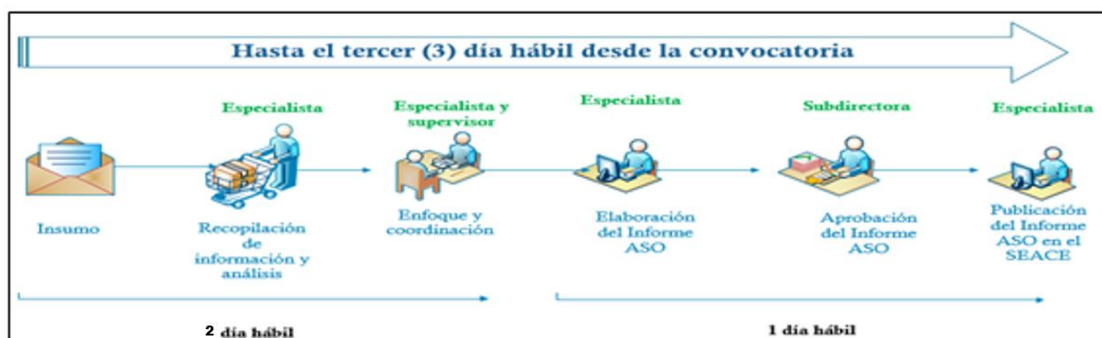 Hasta el tercer (3) día hábil desde la convocatoria
Especialista
Especialista y
supervisor
Especialista
Subdirectora
Especialista
Insumo
Recopilación
de
información y
análisis
Enfoque y
coordinación
Elaboración
del Informe
ASO
Aprobación
del Informe
ASO
Publicación
del Informe
ASO en el
SEACE
2 día hábil
1 día hábil